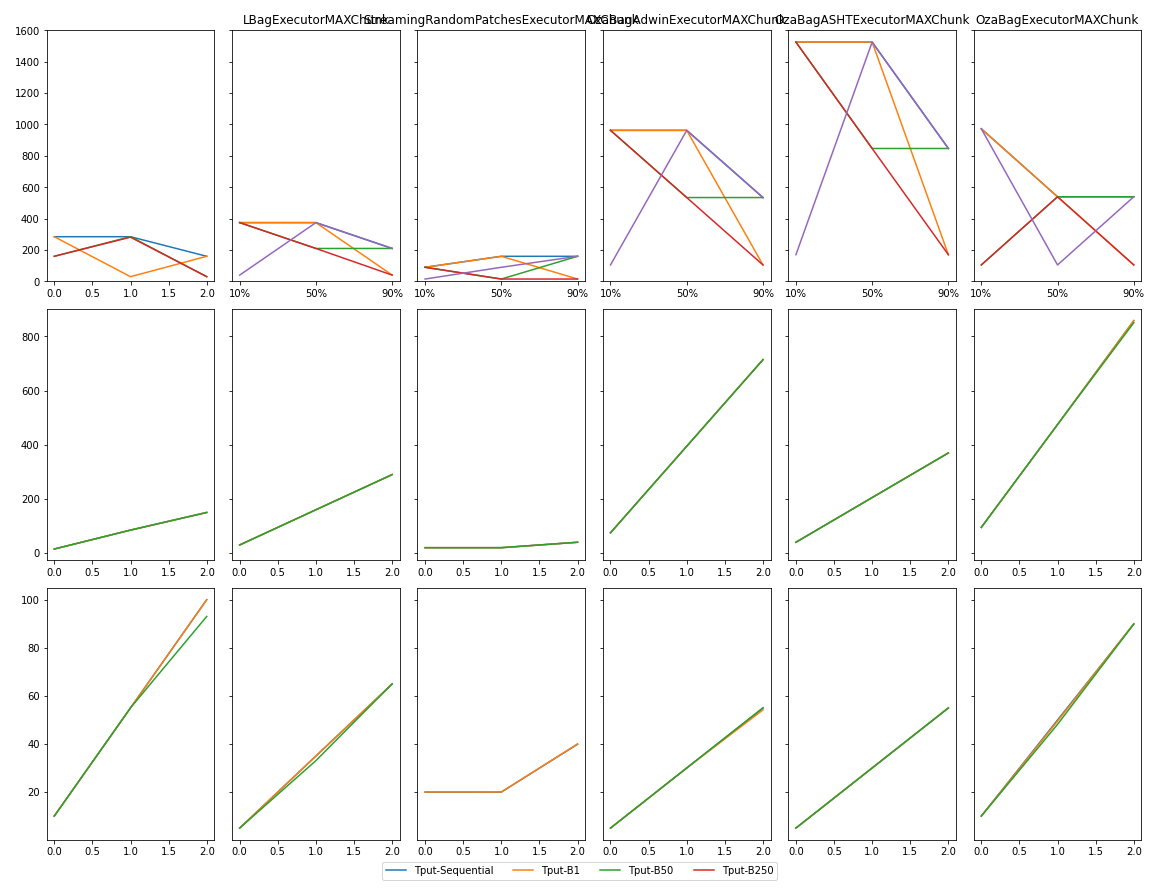 LBagExecutorMAXChunk
StreamingRandomPatchesExecutorMAXChunk
OzaBagAdwinExecutorMAXChunk
OzaBagASHTExecutorMAXChunk
OzaBagExecutorMAXChunk
1600
1400
1200
1000
800
600
400
200
0
0.0 0.5 1.0 1.5 2.0
10% 50% 90%
10% 50% 90%
10% 50% 90%
10% 50% 90%
10% 50% 90%
800
600
400
200
0
0.0 0.5 1.0 1.5 2.0
0.0 0.5 1.0 1.5 2.0
0.0 0.5 1.0 1.5 2.0
0.0 0.5 1.0 1.5 2.0
0.0 0.5 1.0 1.5 2.0
0.0 0.5 1.0 1.5 2.0
100
80
60
40
20
0.0 0.5 1.0 1.5 2.0
0.0 0.5 1.0 1.5 2.0
0.0 0.5 1.0 1.5 2.0
0.0 0.5 1.0 1.5 2.0
0.0 0.5 1.0 1.5 2.0
0.0 0.5 1.0 1.5 2.0
Tput-Sequential Tput-B1 Tput-B50 Tput-B250